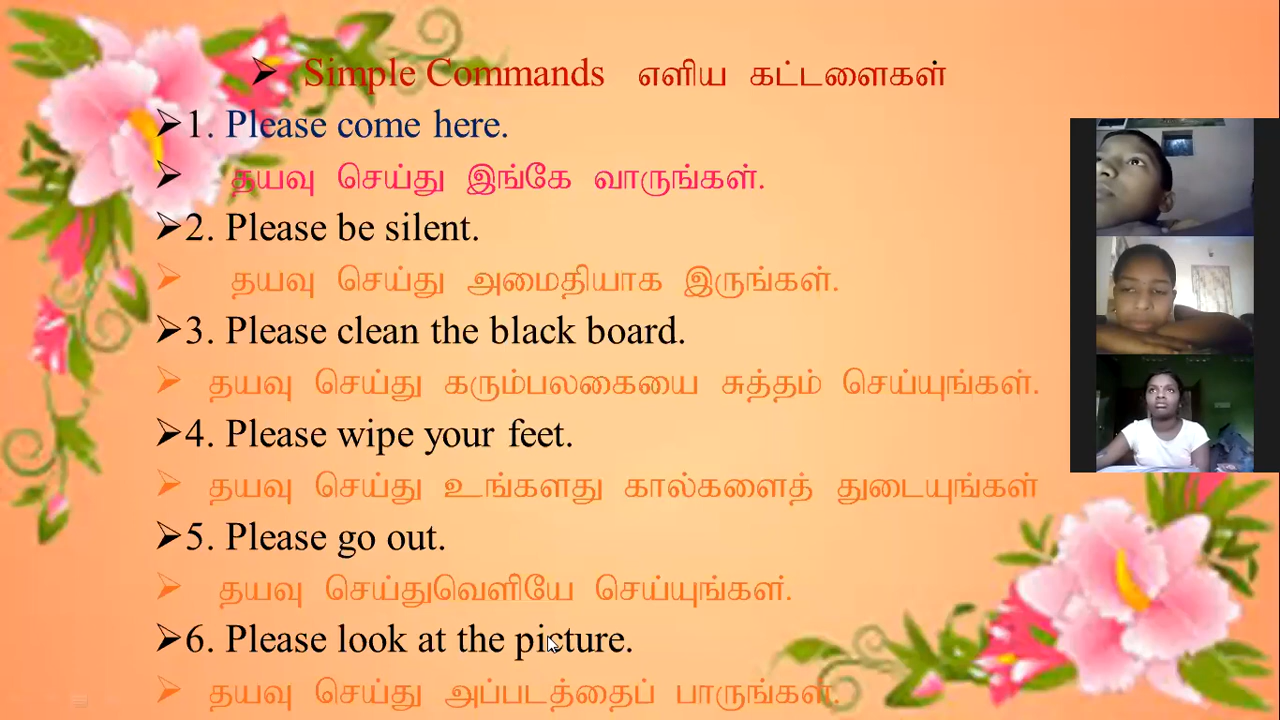 Simple Commands எளிய கட்டளைகள்
1. Please come here.
தயவு செய்து இங்கே வாருங்கள்.
2. Please be silent.
தயவு செய்து அமைதியாக இருங்கள்.
3. Please clean the black board.
தயவு செய்து கரும்பலகையை சுத்தம் செய்யுங்கள்.
4. Please wipe your feet.
தயவு செய்து உங்களது கால்களைத் துடையுங்கள்
5. Please go out.
தயவு செய்துவெளியே செய்யுங்கள்.
6. Please look at the picture.
தயவு செய்து அப்படத்தைப் பாருங்கள்.